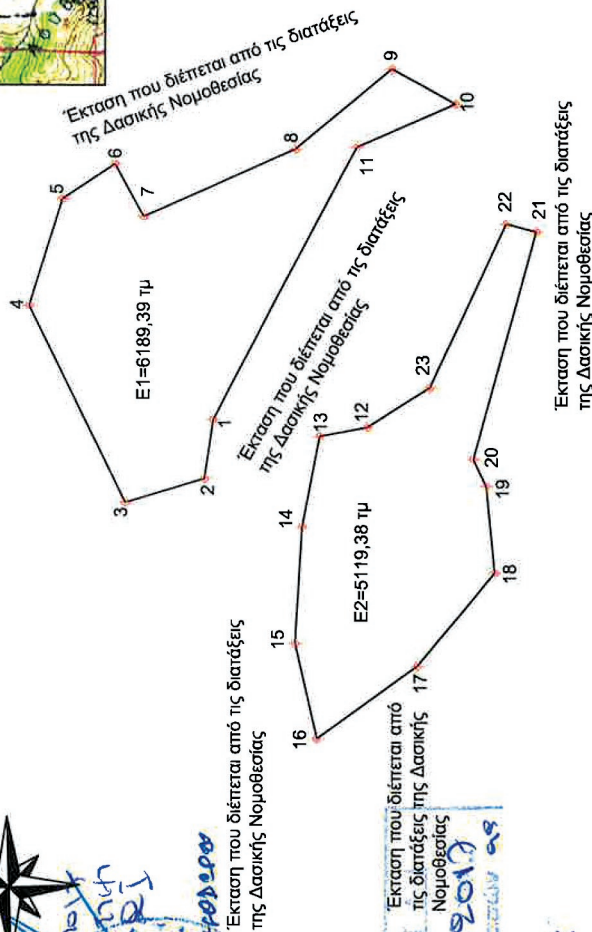 Έκταση που διέπεται από τις διατάξεις
της Δασικής Νομοθεσίας
4
5
6
7
8
9
10
11
E1=6189,39 τμ
3
2
1
Έκταση που διέπεται από τις διατάξεις
της Δασικής Νομοθεσίας
13
12
14
15
16
23
22
21
E2=5119,38 τμ
20
19
18
17
Έκταση που διέπεται από τις διατάξεις
της Δασικής Νομοθεσίας
Έκταση που διέπεται από τις διατάξεις
της Δασικής Νομοθεσίας
Έκταση που διέπεται από
τις διατάξεις της Δασικής
Νομοθεσίας